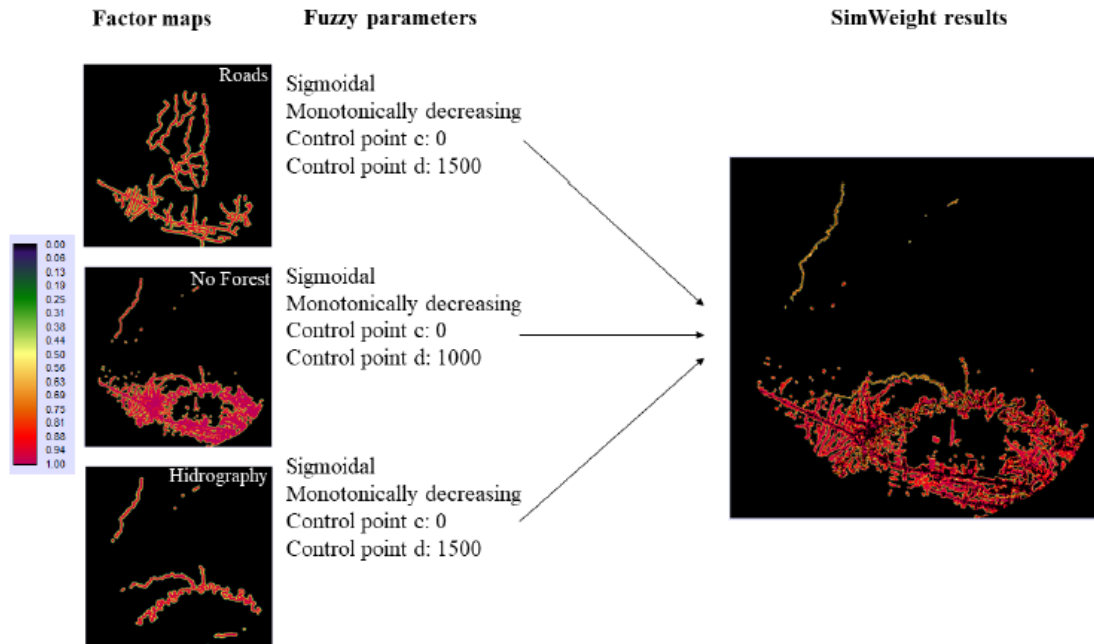 Factor maps
Fuzzy parameters
SimWeight results
Roads
Sigmoidal
Monotonically decreasing
Control point c: 0
Control point d: 1500
0.00
0.06
0.13
0.19
0.25
0.31
0.38
0.44
0.50
0.56
0.63
0.69
0.75
0.81
0.88
0.94
1.00
No Forest
Sigmoidal
Monotonically decreasing
Control point c: 0
Control point d: 1000
Hidrography
Sigmoidal
Monotonically decreasing
Control point c: 0
Control point d: 1500